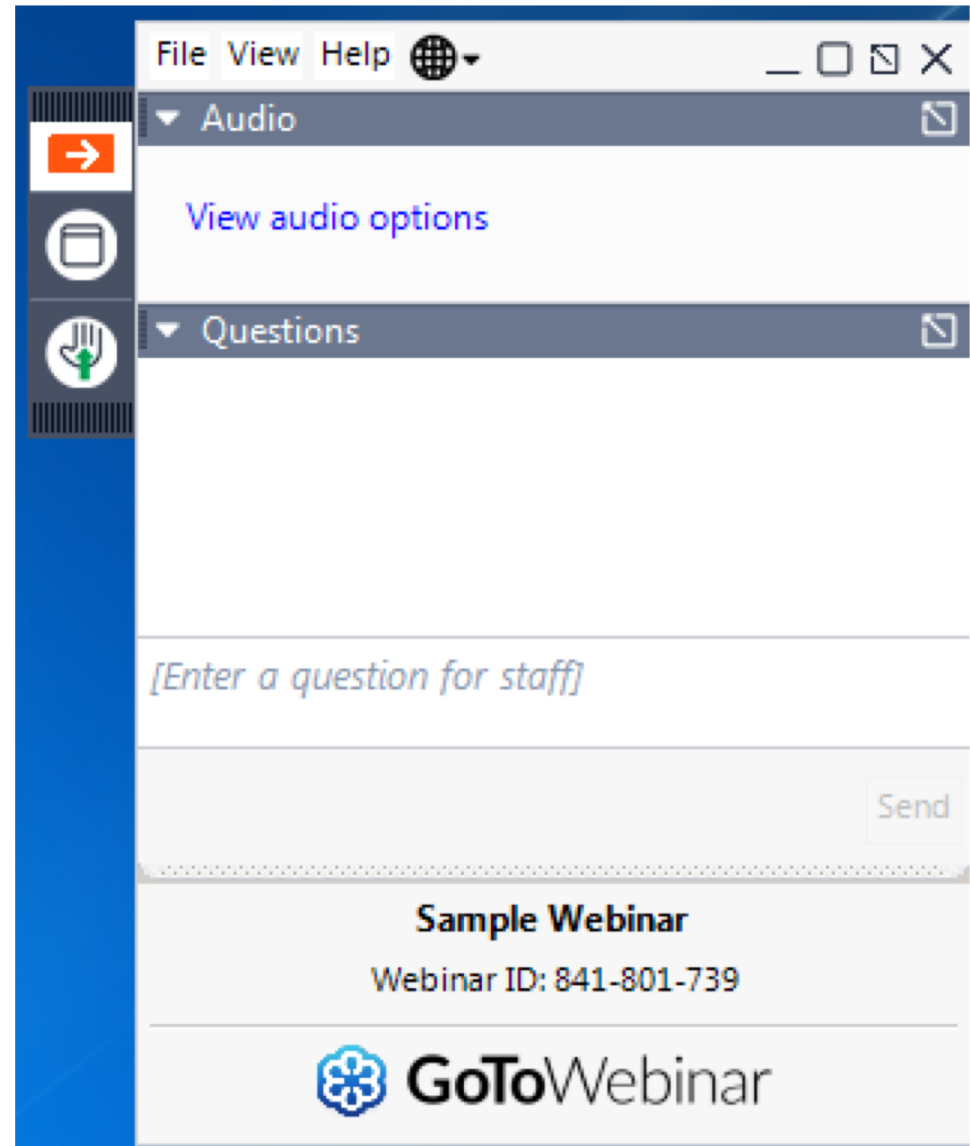 File View Help
Audio
View audio options
Questions
[Enter a question for staff]
Send
Sample Webinar
Webinar ID: 841-801-739
GoToWebinar